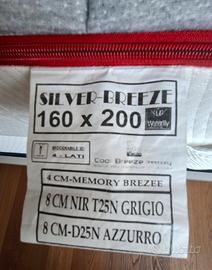 SILVER-BREEZE
160 x 200
4 - LATI
Cool Breeze
4 CM-MEMORY BREZEE
8 CM NIR T25N GRIGIO
8 CM-D25N AZZURRO